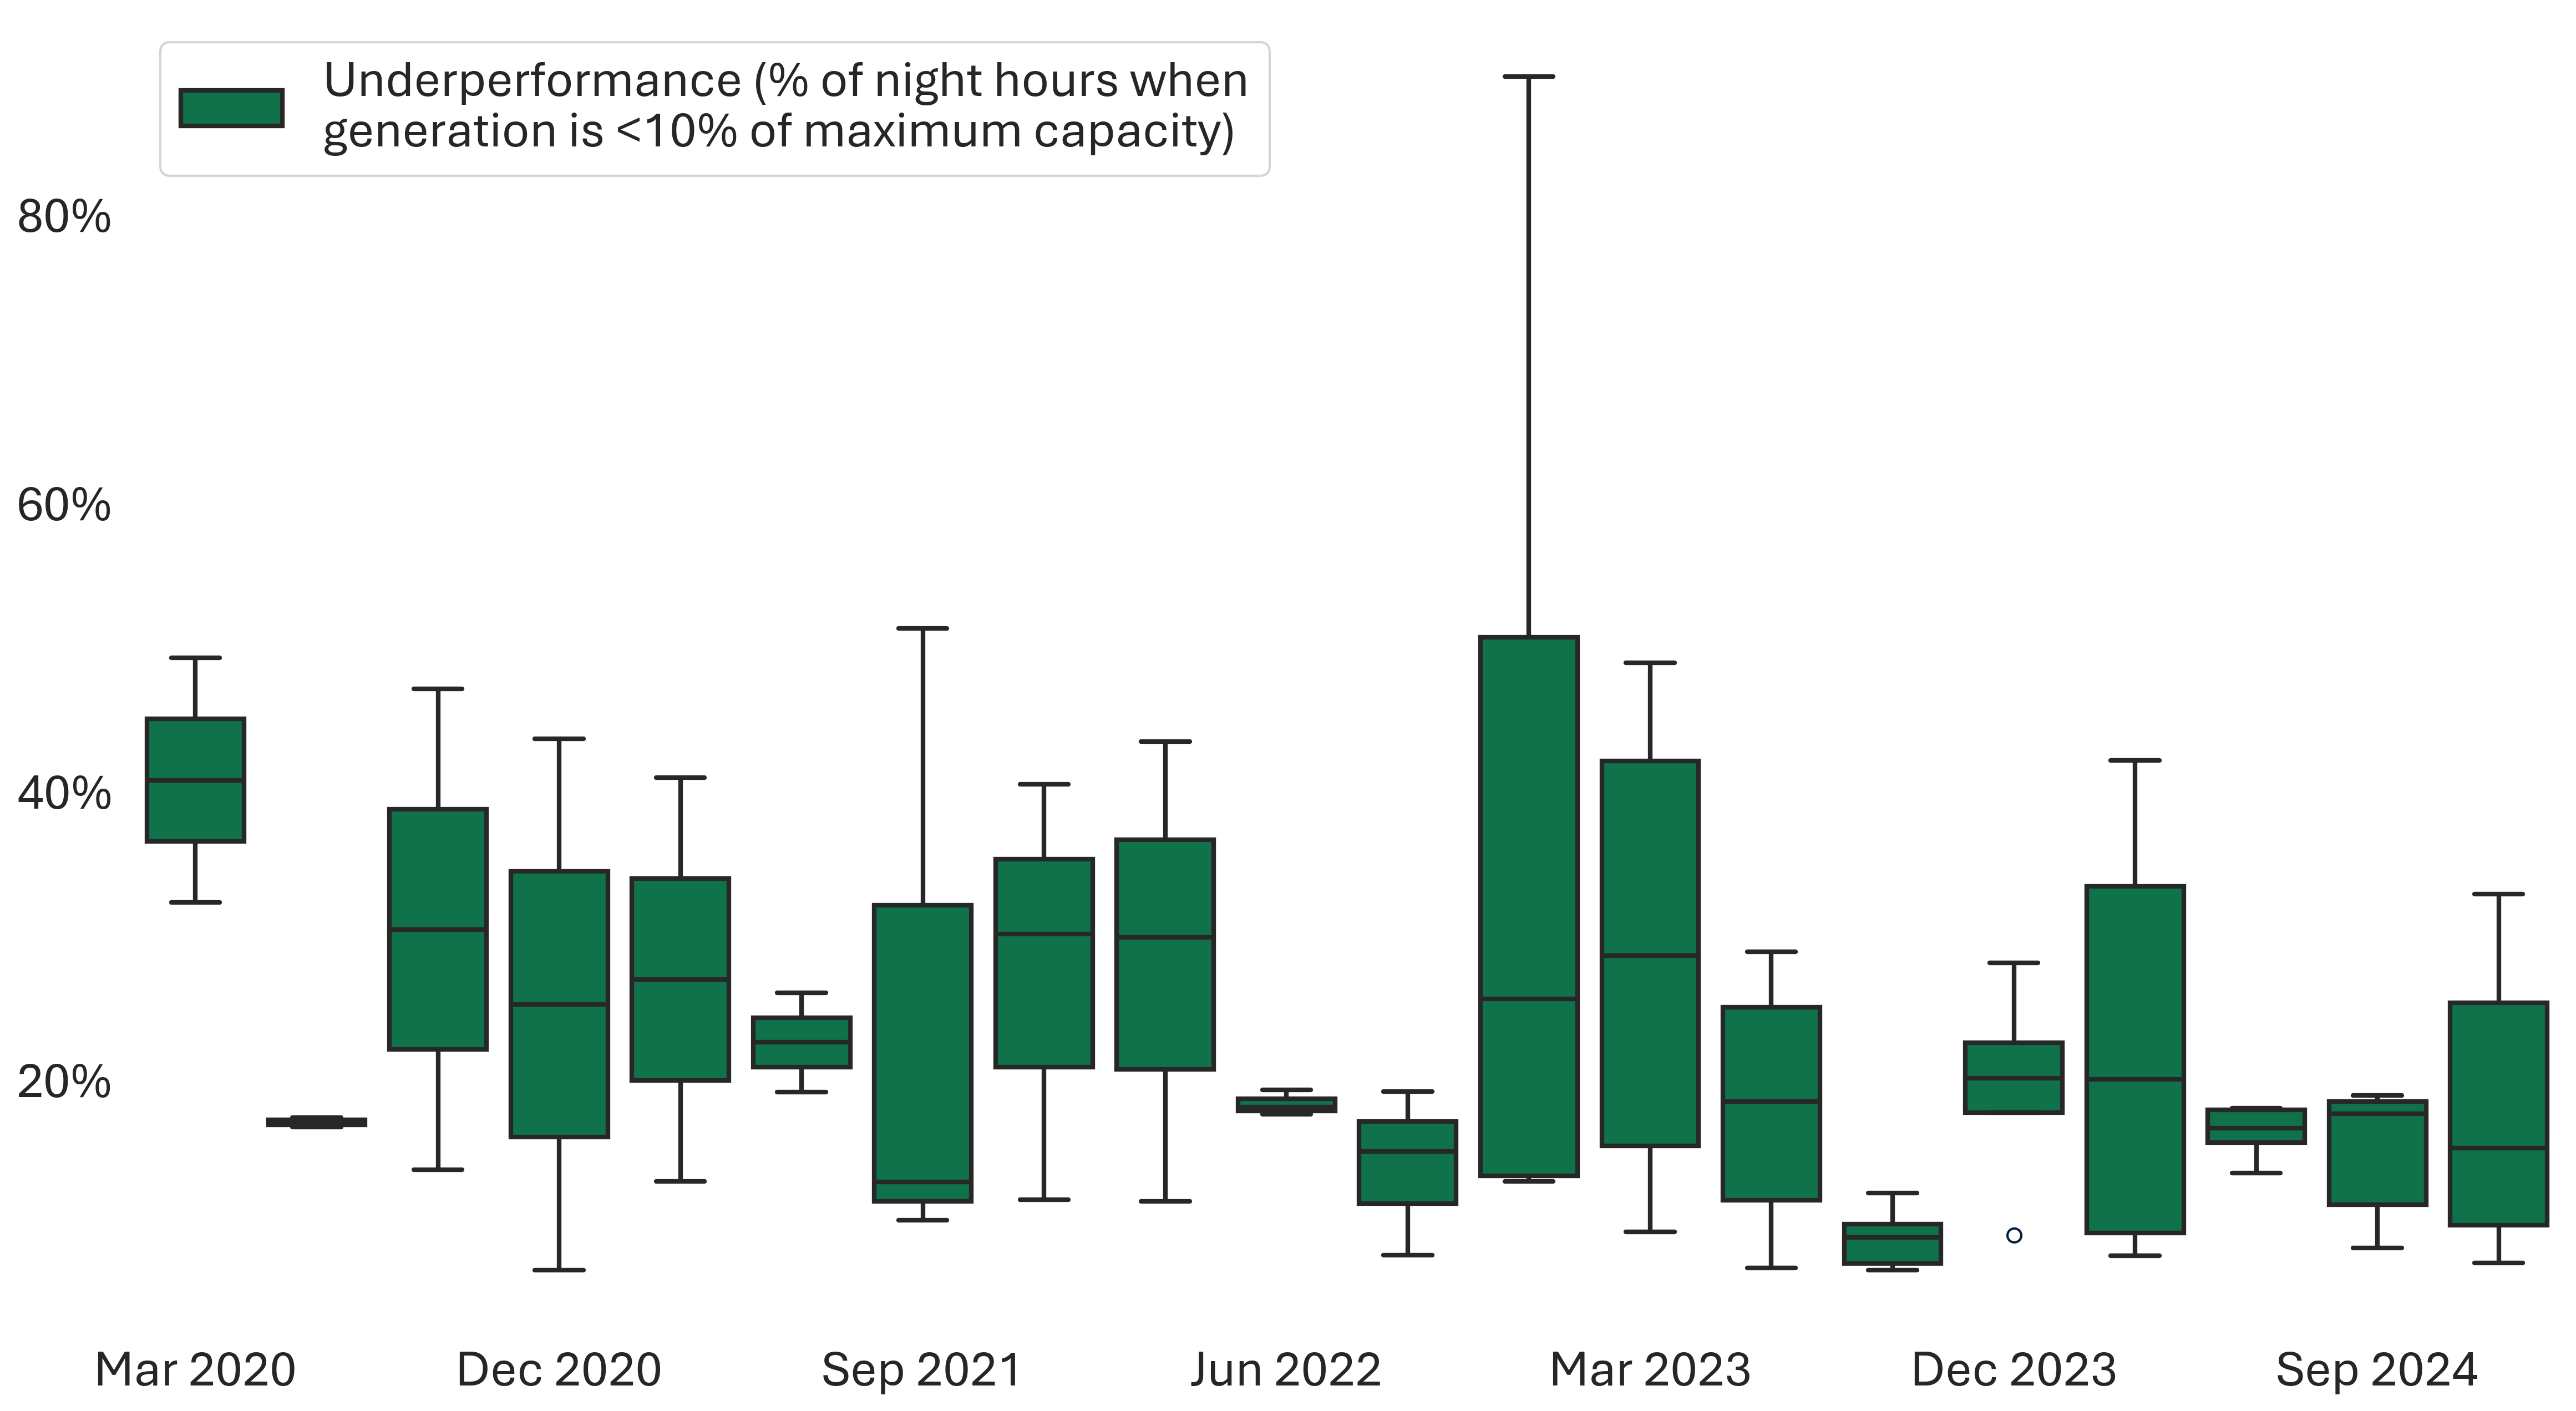 Underperformance (% of night hours when
generation is <10% of maximum capacity)
80%
60%
40%
20%
Mar 2020 Dec 2020 Sep 2021 Jun 2022 Mar 2023 Dec 2023 Sep 2024